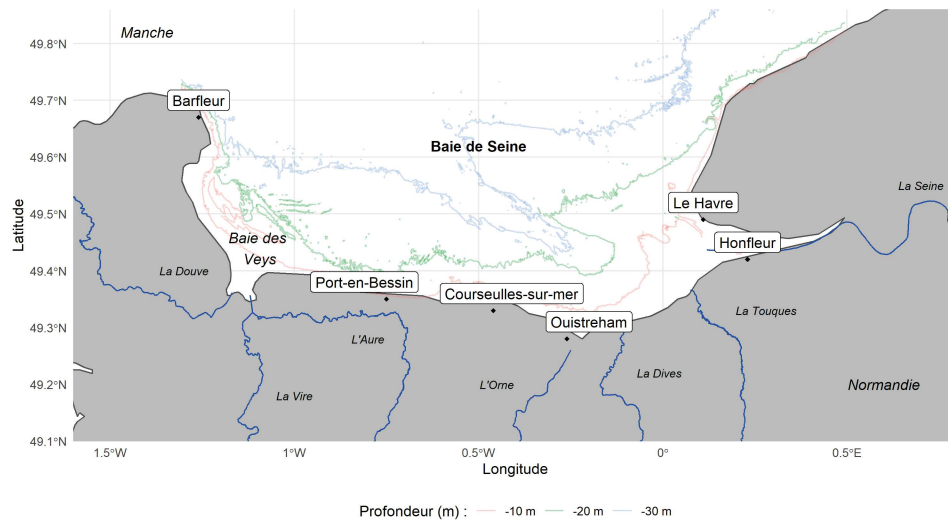 49.8°N
49.7°N
49.6°N
49.5°N
49.4°N
49.3°N
49.2°N
49.1°N
Latitude
Manche
Barfleur
Baie de Seine
La Seine
Le Havre
Baie des
Veys
Honfleur
La Douve
Port-en-Bessin
Courseulles-sur-mer
La Touques
Ouistreham
L'Aure
La Dives
L'Orne
Normandie
La Vire
1.5°W
1°W
0.5°W
0°
0.5°E
Longitude
Profondeur (m) : -10 m -20 m -30 m